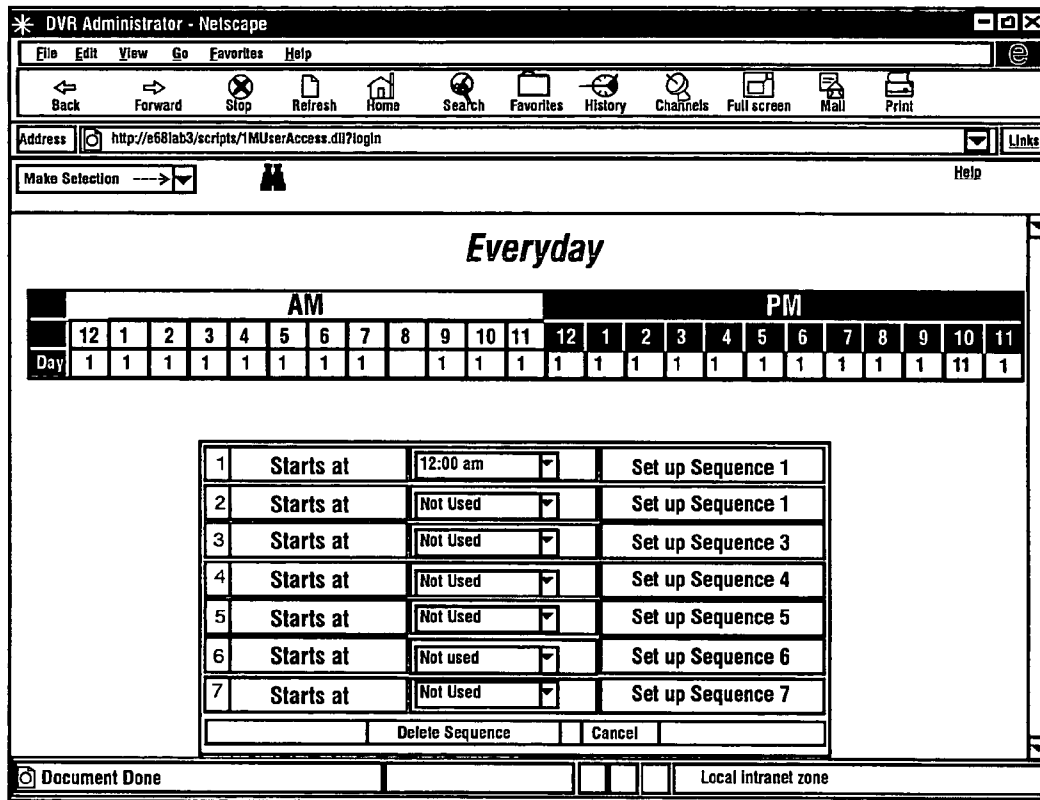 DVR Administrator - Netscape
File Edit View Go Favorites Help
Back Forward Stop Refresh Home Search Favorites History Channels Full screen Mail Print
Address http://e68lab3/scripts/1MUserAccess.dll?login Links
Make Selection ---> Help
Everyday
AM PM
12 1 2 3 4 5 6 7 8 9 10 11 12 1 2 3 4 5 6 7 8 9 10 11
Day 1 1 1 1 1 1 1 1 1 1 1 1 1 1 1 1 1 1 1 1 1 11 1
1 Starts at 12:00 am Set up Sequence 1
2 Starts at Not Used Set up Sequence 1
3 Starts at Not Used Set up Sequence 3
4 Starts at Not Used Set up Sequence 4
5 Starts at Not Used Set up Sequence 5
6 Starts at Not used Set up Sequence 6
7 Starts at Not Used Set up Sequence 7
Delete Sequence Cancel
Document Done Local intranet zone